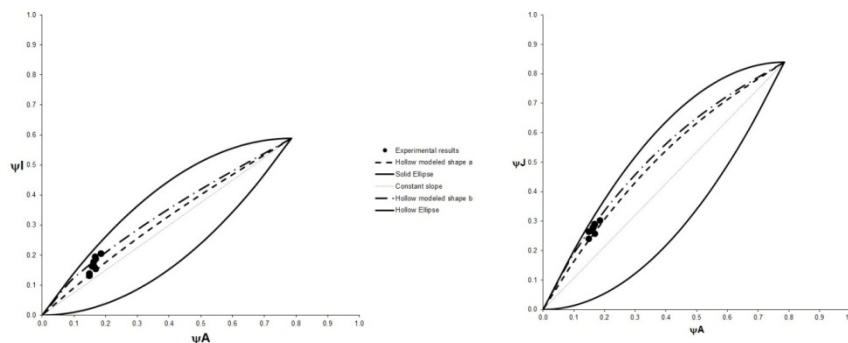 1.0
0.9
0.8
0.7
0.6
ψI
0.5
0.4
0.3
0.2
0.1
0.0
0.0 0.1 0.2 0.3 0.4 0.5 0.6 0.7 0.8 0.9 1
ψA
Experimental results
Hollow modeled shape a
Solid Ellipse
Constant slope
Hollow modeled shape b
Hollow Ellipse
1.0
0.9
0.8
0.7
0.6
ψJ
0.5
0.4
0.3
0.2
0.1
0.0
0.0 0.1 0.2 0.3 0.4 0.5 0.6 0.7 0.8 0.9 1
ψA